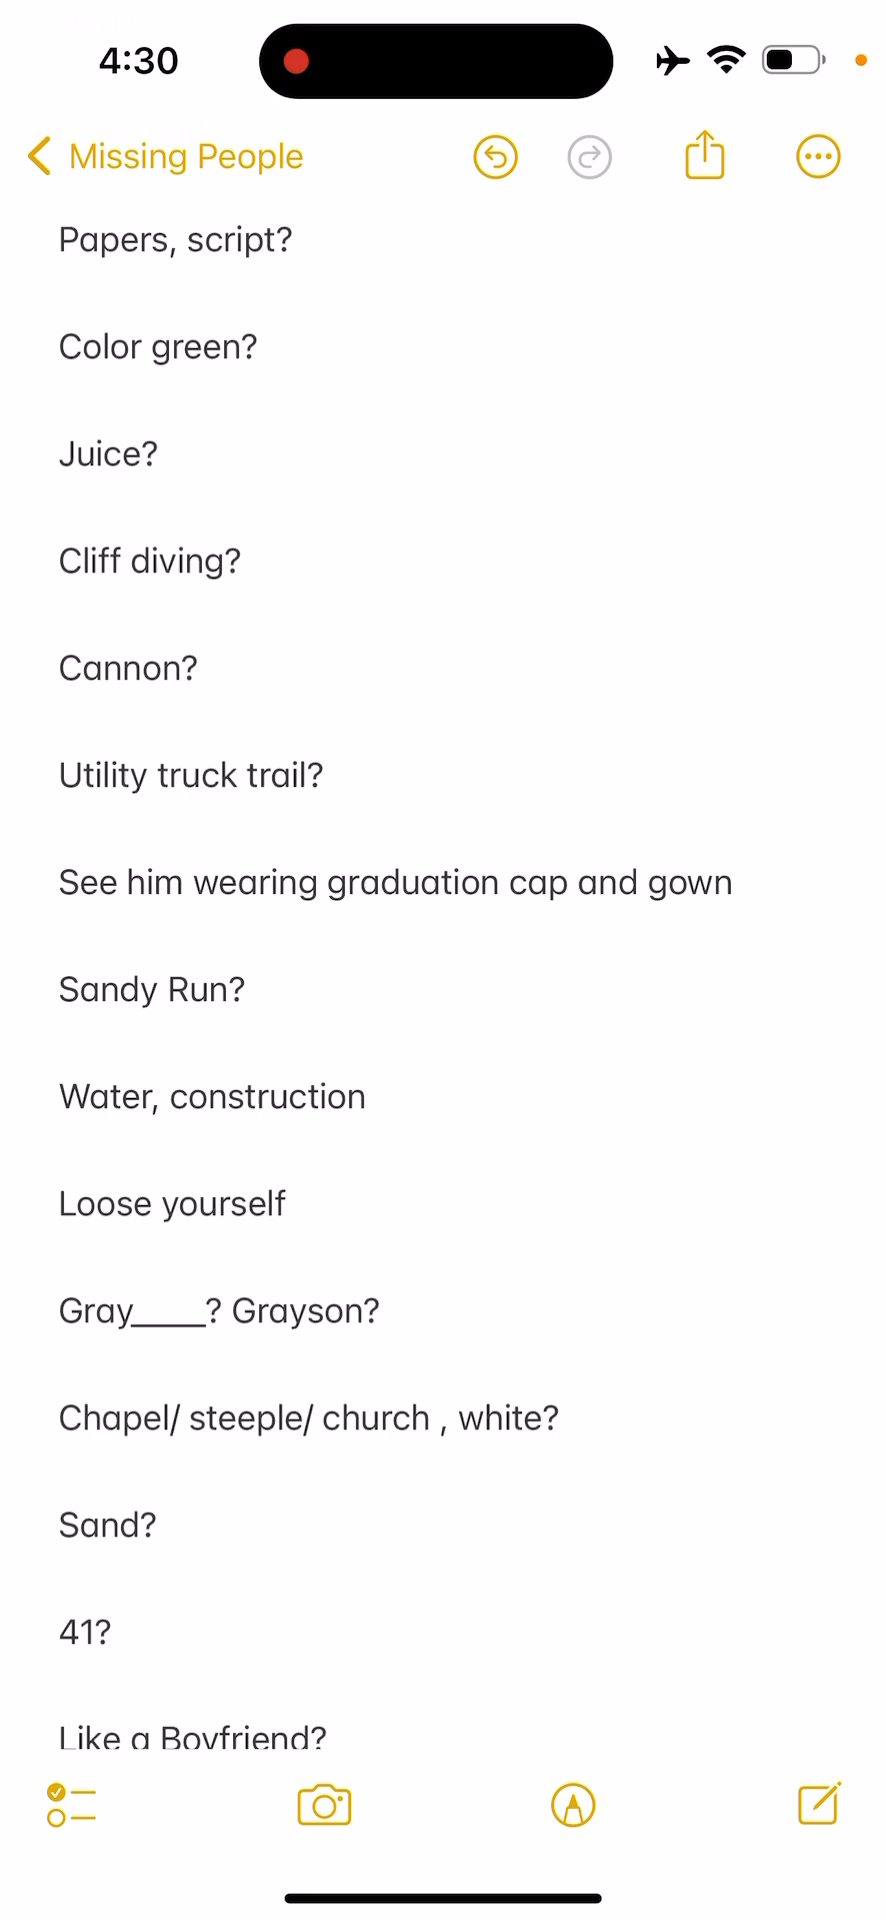 4:30
Missing People
Papers, script?
Color green?
Juice?
Cliff diving?
Cannon?
Utility truck trail?
See him wearing graduation cap and gown
Sandy Run?
Water, construction
Loose yourself
Gray____? Grayson?
Chapel/ steeple/ church , white?
Sand?
41?
Like a Boyfriend?